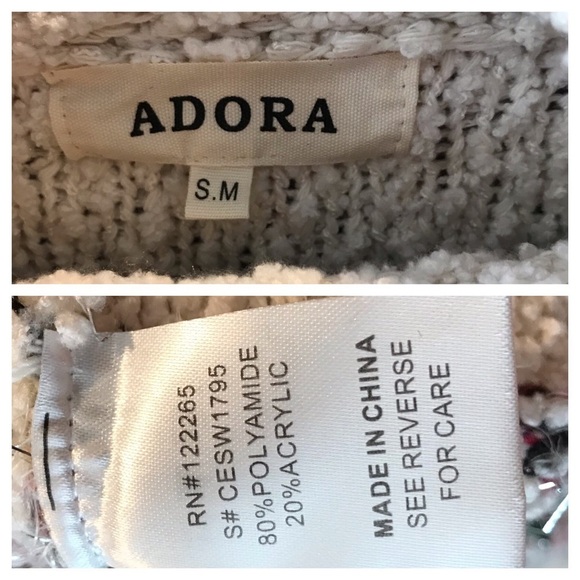 ADORA
S.M
RN#122265
S# CESW1795
80%POLYAMIDE
20%ACRYLIC
MADE IN CHINA
SEE REVERSE
FOR CARE